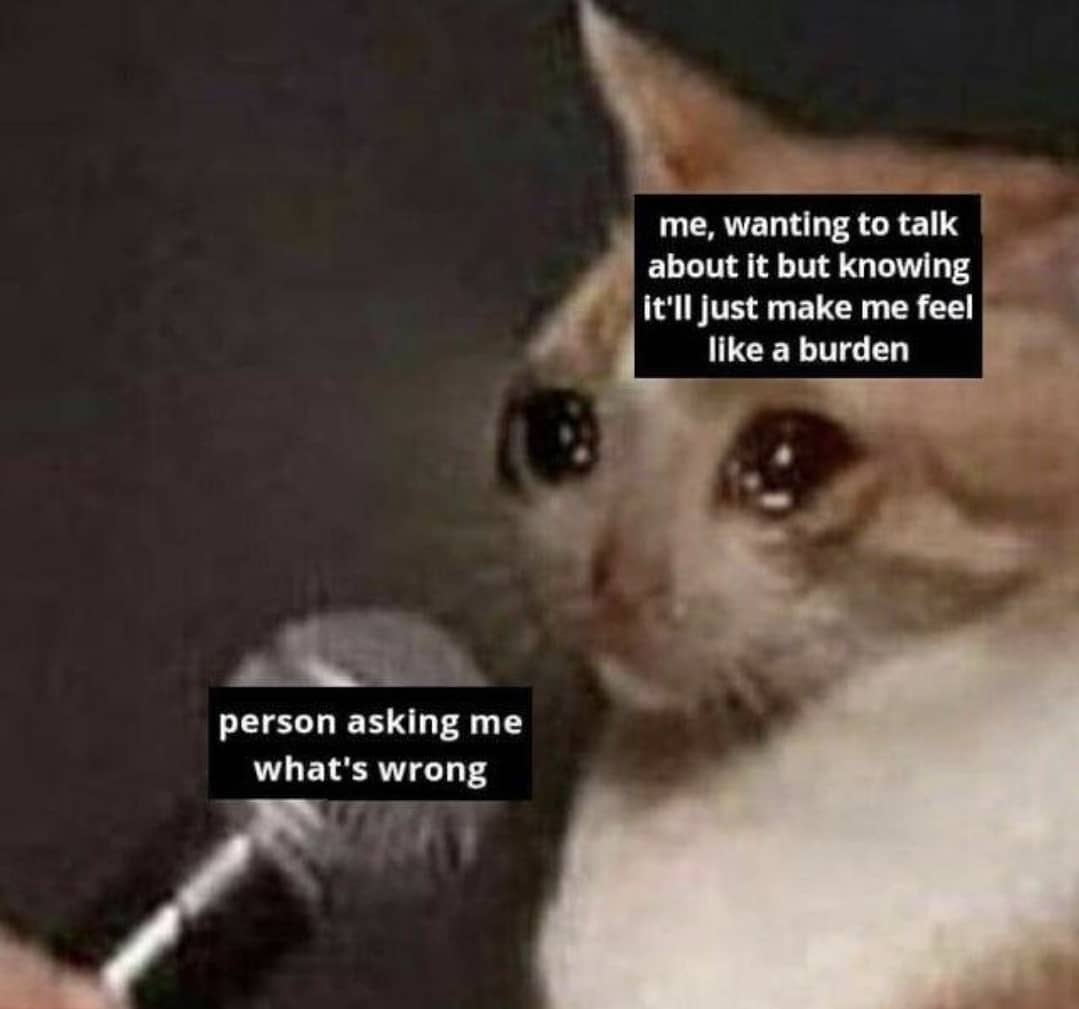 me, wanting to talk
about it but knowing
it'll just make me feel
like a burden
person asking me
what's wrong